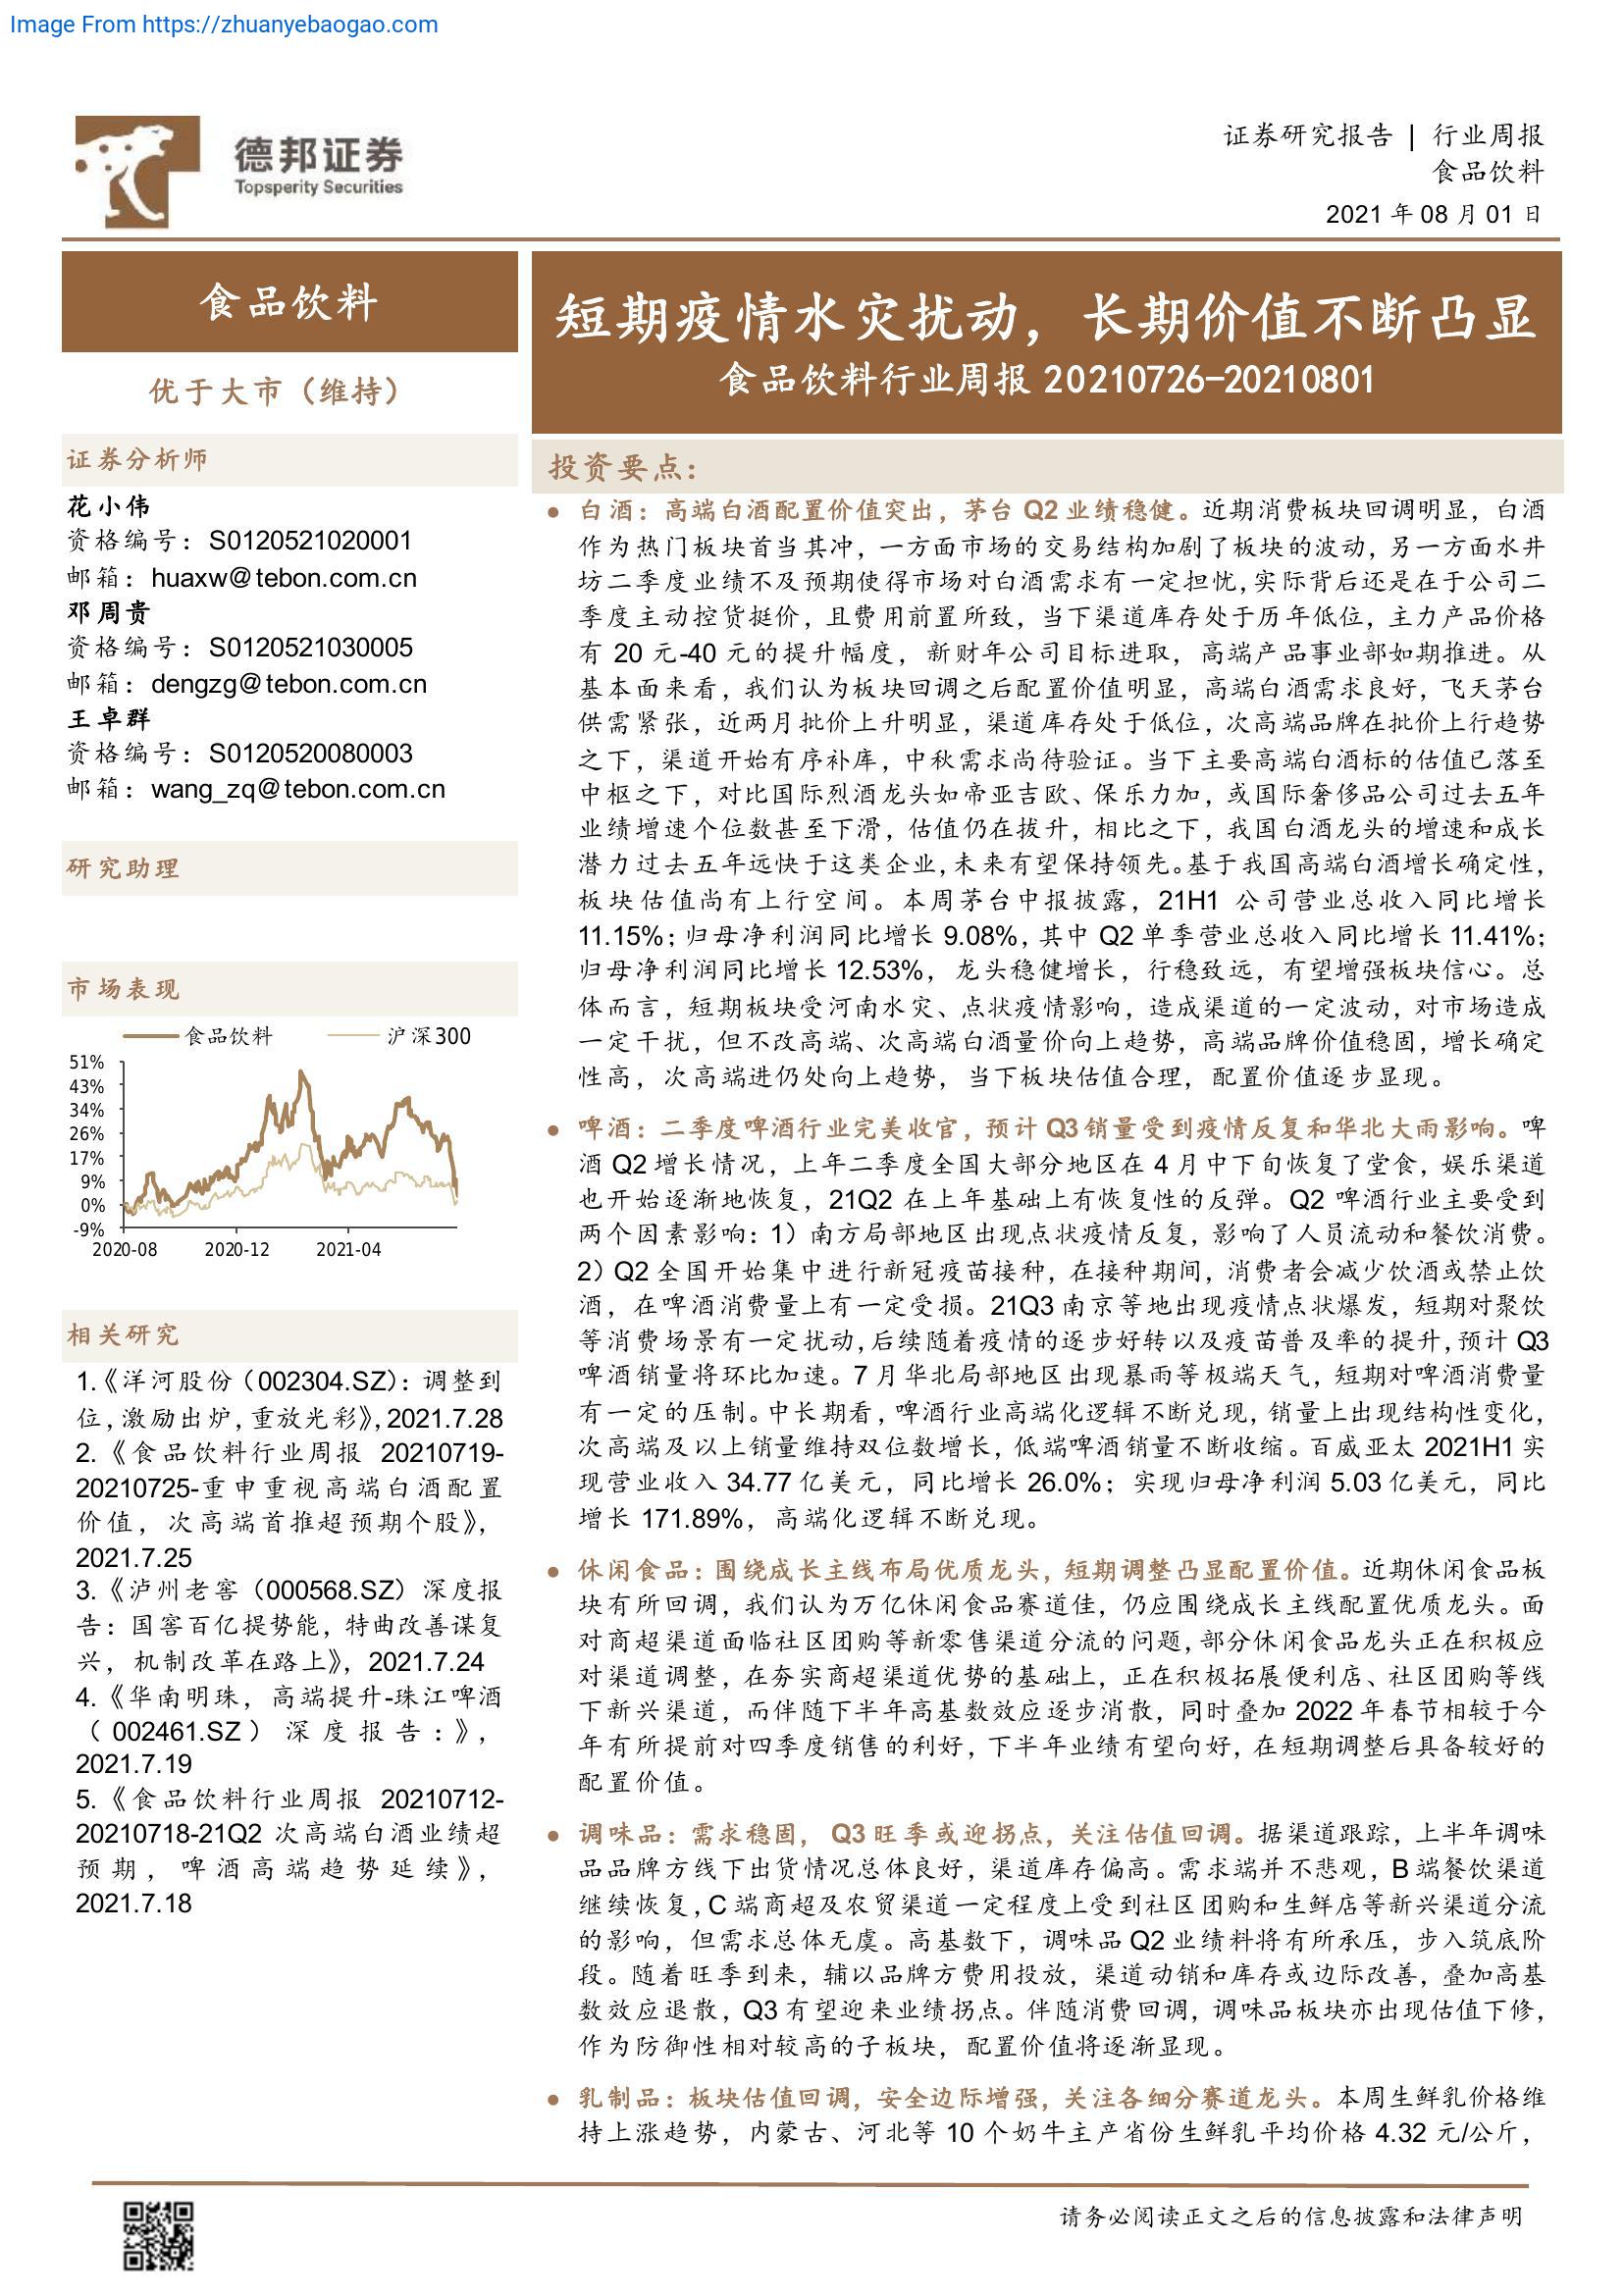 Image From https://zhuanyebaogao.com
德邦证券
Topsperity Securities
证券研究报告 | 行业周报
食品饮料
2021 年 08 月 01 日
食品饮料
优于大市（维持）
证券分析师
花小伟
资格编号：S0120521020001
邮箱：huaxw@tebon.com.cn
邓周贵
资格编号：S0120521030005
邮箱：dengzg@tebon.com.cn
王卓群
资格编号：S0120520080003
邮箱：wang_zq@tebon.com.cn
研究助理
市场表现
食品饮料 沪深300
51%
43%
34%
26%
17%
9%
0%
-9%
2020-08 2020-12 2021-04
相关研究
1.《洋河股份（002304.SZ）：调整到
位，激励出炉，重放光彩》，2021.7.28
2.《食品饮料行业周报 20210719-
20210725-重申重视高端白酒配置
价值，次高端首推超预期个股》，
2021.7.25
3.《泸州老窖（000568.SZ）深度报
告：国窖百亿提势能，特曲改善谋复
兴，机制改革在路上》，2021.7.24
4.《华南明珠，高端提升-珠江啤酒
（002461.SZ）深度报告：》，
2021.7.19
5.《食品饮料行业周报 20210712-
20210718-21Q2 次高端白酒业绩超
预期，啤酒高端趋势延续》，
2021.7.18
短期疫情水灾扰动，长期价值不断凸显
食品饮料行业周报 20210726-20210801
投资要点：
● 白酒：高端白酒配置价值突出，茅台 Q2 业绩稳健。近期消费板块回调明显，白酒
作为热门板块首当其冲，一方面市场的交易结构加剧了板块的波动，另一方面水井
坊二季度业绩不及预期使得市场对白酒需求有一定担忧，实际背后还是在于公司二
季度主动控货挺价，且费用前置所致，当下渠道库存处于历年低位，主力产品价格
有 20 元-40 元的提升幅度，新财年公司目标进取，高端产品事业部如期推进。从
基本面来看，我们认为板块回调之后配置价值明显，高端白酒需求良好，飞天茅台
供需紧张，近两月批价上升明显，渠道库存处于低位，次高端品牌在批价上行趋势
之下，渠道开始有序补库，中秋需求尚待验证。当下主要高端白酒标的估值已落至
中枢之下，对比国际烈酒龙头如帝亚吉欧、保乐力加，或国际奢侈品公司过去五年
业绩增速个位数甚至下滑，估值仍在拔升，相比之下，我国白酒龙头的增速和成长
潜力过去五年远快于这类企业，未来有望保持领先。基于我国高端白酒增长确定性，
板块估值尚有上行空间。本周茅台中报披露，21H1 公司营业总收入同比增长
11.15%；归母净利润同比增长 9.08%，其中 Q2 单季营业总收入同比增长 11.41%；
归母净利润同比增长 12.53%，龙头稳健增长，行稳致远，有望增强板块信心。总
体而言，短期板块受河南水灾、点状疫情影响，造成渠道的一定波动，对市场造成
一定干扰，但不改高端、次高端白酒量价向上趋势，高端品牌价值稳固，增长确定
性高，次高端进仍处向上趋势，当下板块估值合理，配置价值逐步显现。
● 啤酒：二季度啤酒行业完美收官，预计 Q3 销量受到疫情反复和华北大雨影响。啤
酒 Q2 增长情况，上年二季度全国大部分地区在 4 月中下旬恢复了堂食，娱乐渠道
也开始逐渐地恢复，21Q2 在上年基础上有恢复性的反弹。Q2 啤酒行业主要受到
两个因素影响：1）南方局部地区出现点状疫情反复，影响了人员流动和餐饮消费。
2）Q2 全国开始集中进行新冠疫苗接种，在接种期间，消费者会减少饮酒或禁止饮
酒，在啤酒消费量上有一定受损。21Q3 南京等地出现疫情点状爆发，短期对聚饮
等消费场景有一定扰动，后续随着疫情的逐步好转以及疫苗普及率的提升，预计 Q3
啤酒销量将环比加速。7 月华北局部地区出现暴雨等极端天气，短期对啤酒消费量
有一定的压制。中长期看，啤酒行业高端化逻辑不断兑现，销量上出现结构性变化，
次高端及以上销量维持双位数增长，低端啤酒销量不断收缩。百威亚太 2021H1 实
现营业收入 34.77 亿美元，同比增长 26.0%；实现归母净利润 5.03 亿美元，同比
增长 171.89%，高端化逻辑不断兑现。
● 休闲食品：围绕成长主线布局优质龙头，短期调整凸显配置价值。近期休闲食品板
块有所回调，我们认为万亿休闲食品赛道佳，仍应围绕成长主线配置优质龙头。面
对商超渠道面临社区团购等新零售渠道分流的问题，部分休闲食品龙头正在积极应
对渠道调整，在夯实商超渠道优势的基础上，正在积极拓展便利店、社区团购等线
下新兴渠道，而伴随下半年高基数效应逐步消散，同时叠加 2022 年春节相较于今
年有所提前对四季度销售的利好，下半年业绩有望向好，在短期调整后具备较好的
配置价值。
● 调味品：需求稳固，Q3 旺季或迎拐点，关注估值回调。据渠道跟踪，上半年调味
品品牌方线下出货情况总体良好，渠道库存偏高。需求端并不悲观，B 端餐饮渠道
继续恢复，C 端商超及农贸渠道一定程度上受到社区团购和生鲜店等新兴渠道分流
的影响，但需求总体无虞。高基数下，调味品 Q2 业绩料将有所承压，步入筑底阶
段。随着旺季到来，辅以品牌方费用投放，渠道动销和库存或边际改善，叠加高基
数效应退散，Q3 有望迎来业绩拐点。伴随消费回调，调味品板块亦出现估值下修，
作为防御性相对较高的子板块，配置价值将逐渐显现。
● 乳制品：板块估值回调，安全边际增强，关注各细分赛道龙头。本周生鲜乳价格维
持上涨趋势，内蒙古、河北等 10 个奶牛主产省份生鲜乳平均价格 4.32 元/公斤，
请务必阅读正文之后的信息披露和法律声明